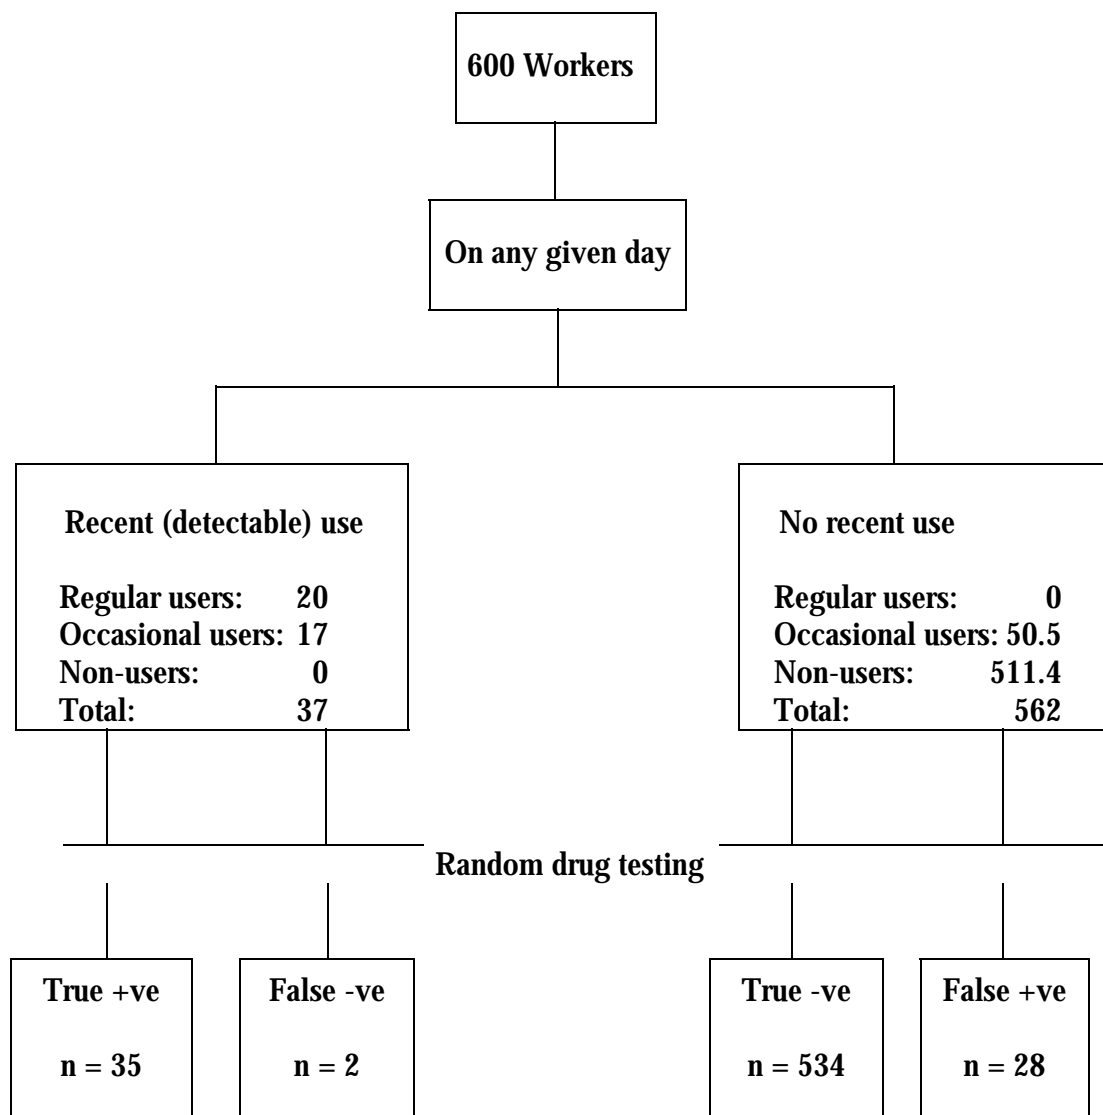 600 Workers
On any given day
Recent (detectable) use
Regular users: 20
Occasional users: 17
Non-users: 0
Total: 37
No recent use
Regular users: 0
Occasional users: 50.5
Non-users: 511.4
Total: 562
Random drug testing
True +ve
n = 35
False -ve
n = 2
True -ve
n = 534
False +ve
n = 28